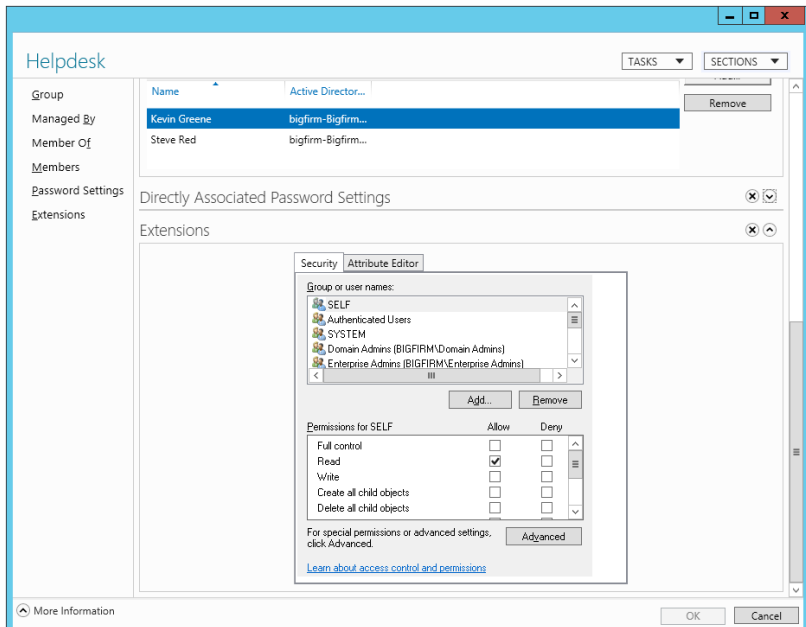 Helpdesk
TASKS
SECTIONS
Group
Managed By
Member Of
Members
Password Settings
Extensions
Name Active Director...
Remove
Kevin Greene bigfirm-Bigfirm...
Steve Red bigfirm-Bigfirm...
Directly Associated Password Settings
Extensions
Security Attribute Editor
Group or user names:
SELF
Authenticated Users
SYSTEM
Domain Admins (BIGFIRM\Domain Admins)
Enterprise Admins (BIGFIRM\Enterprise Admins)
Add... Remove
Permissions for SELF Allow Deny
Full control
Read
Write
Create all child objects
Delete all child objects
For special permissions or advanced settings,
click Advanced.
Advanced
Learn about access control and permissions
More Information
OK Cancel